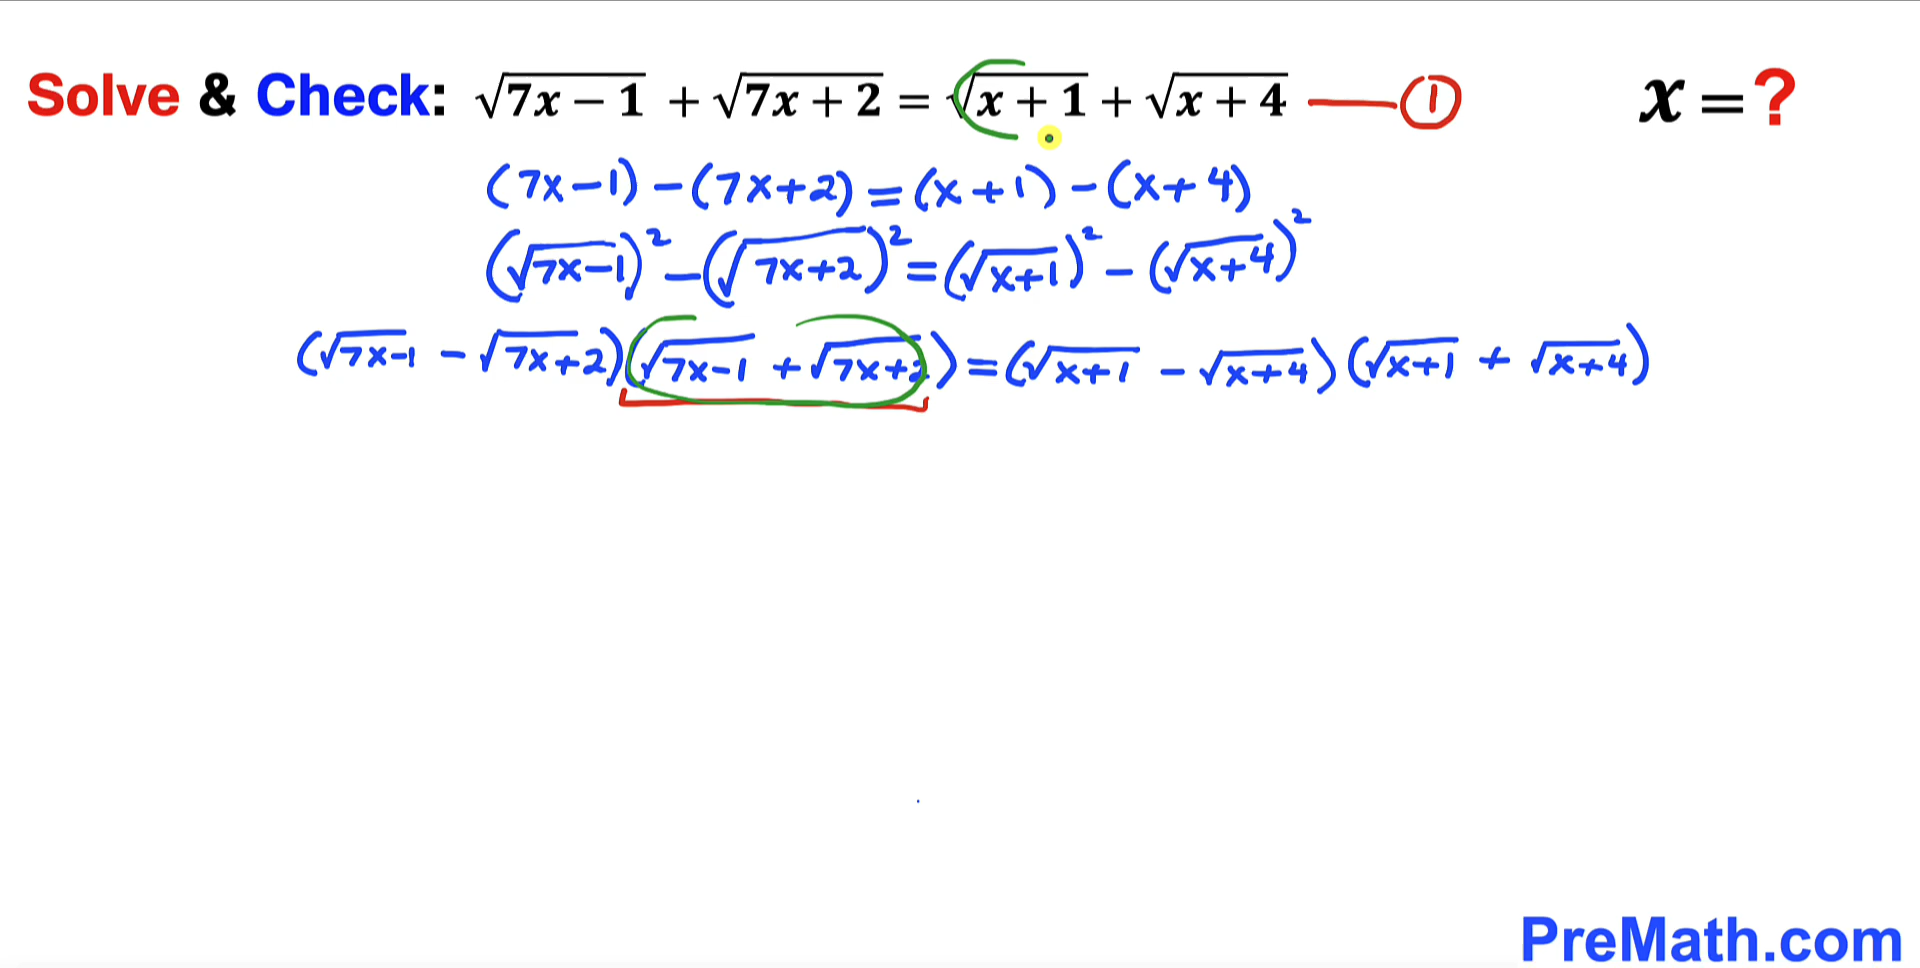 Solve & Check: √(7x − 1) + √(7x + 2) = √(x + 1) + √(x + 4) —— ① x = ?
(7x−1) − (7x+2) = (x+1) − (x+4)
(√(7x−1))² − (√(7x+2))² = (√(x+1))² − (√(x+4))²
(√(7x−1) − √(7x+2))(√(7x−1) + √(7x+2)) = (√(x+1) − √(x+4))(√(x+1) + √(x+4))
PreMath.com